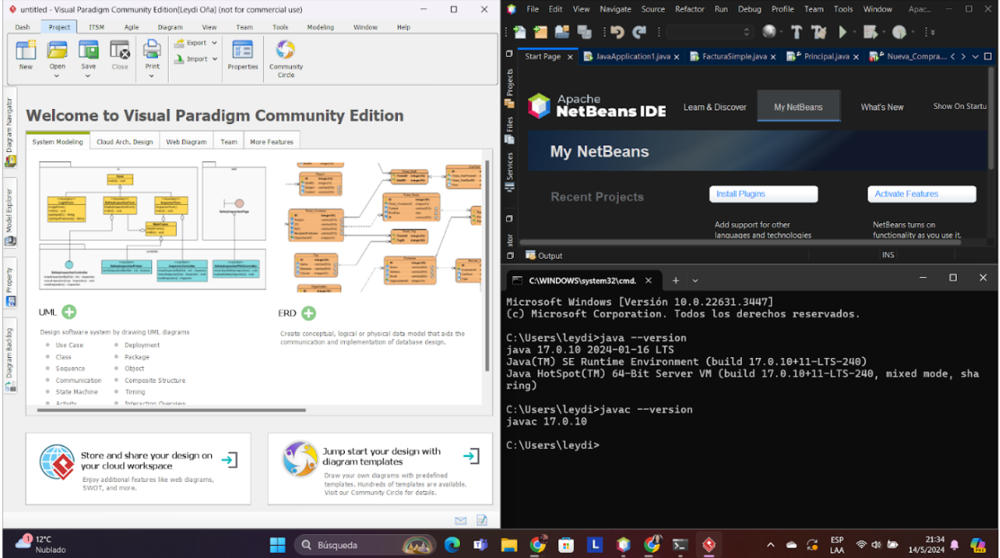 untitled - Visual Paradigm Community Edition[Leydi Oña] (not for commercial use)
Dash Project ITSM Agile Diagram View Team Tools Modeling Window Help
New Open Save Close Print Export Import Properties Community Circle
Diagram Navigator
Model Explorer
Property
Diagram Backlog
Welcome to Visual Paradigm Community Edition
System Modeling Cloud Arch. Design Web Diagram Team More Features
UML
Design software system by drawing UML diagrams
Use Case Deployment
Class Package
Sequence Object
Communication Composite Structure
State Machine Timing
Activity Interaction Overview
ERD
Create conceptual, logical or physical data model that aids the
communication and implementation of database design.
Store and share your design on
your cloud workspace
Enjoy additional features like web diagrams,
SWOT, and more.
Jump start your design with
diagram templates
Draw your own diagrams with predefined
templates. Hundreds of templates are available.
Visit our Community Circle for details.
File Edit View Navigate Source Refactor Run Debug Profile Team Tools Window Apac...
Start Page JavaApplication1.java FacturaSimple.java Principal.java Nueva_Compra...
Projects
Files
Services
Apache
NetBeans IDE
Learn & Discover My NetBeans What's New Show On Startu
My NetBeans
Recent Projects Install Plugins Activate Features
Add support for other
languages and technologies
NetBeans turns on
functionality as you use it.
Output INS
C:\WINDOWS\system32\cmd.
Microsoft Windows [Versión 10.0.22631.3447]
(c) Microsoft Corporation. Todos los derechos reservados.
C:\Users\leydi>java --version
java 17.0.10 2024-01-16 LTS
Java(TM) SE Runtime Environment (build 17.0.10+11-LTS-240)
Java HotSpot(TM) 64-Bit Server VM (build 17.0.10+11-LTS-240, mixed mode, sha
ring)
C:\Users\leydi>javac --version
javac 17.0.10
C:\Users\leydi>
1
12°C
Nublado
Búsqueda
ESP
LAA
21:34
14/5/2024